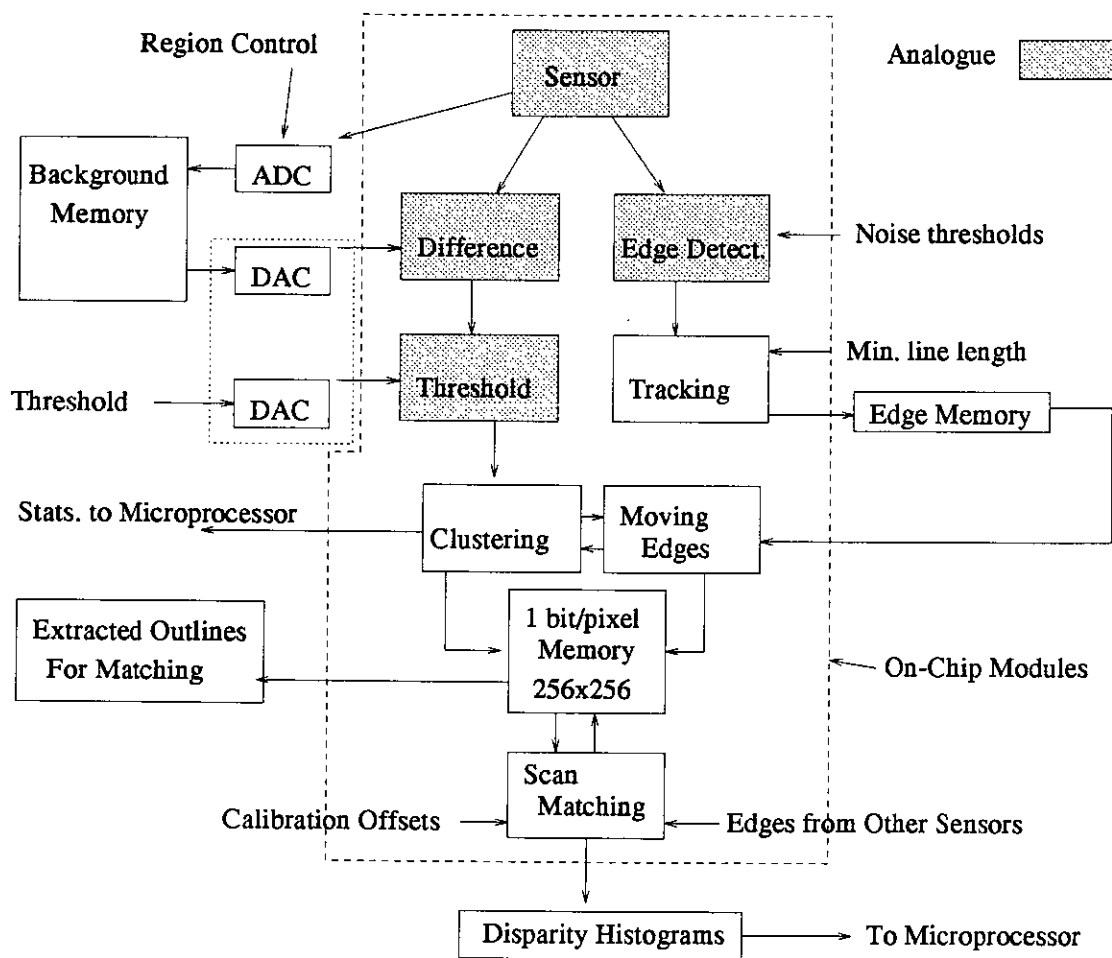 Region Control
Sensor
Analogue
Background
Memory
ADC
DAC
Difference
Edge Detect.
Noise thresholds
Threshold
DAC
Threshold
Tracking
Min. line length
Edge Memory
Stats. to Microprocessor
Clustering
Moving
Edges
Extracted Outlines
For Matching
1 bit/pixel
Memory
256x256
On-Chip Modules
Scan
Matching
Calibration Offsets
Edges from Other Sensors
Disparity Histograms
To Microprocessor